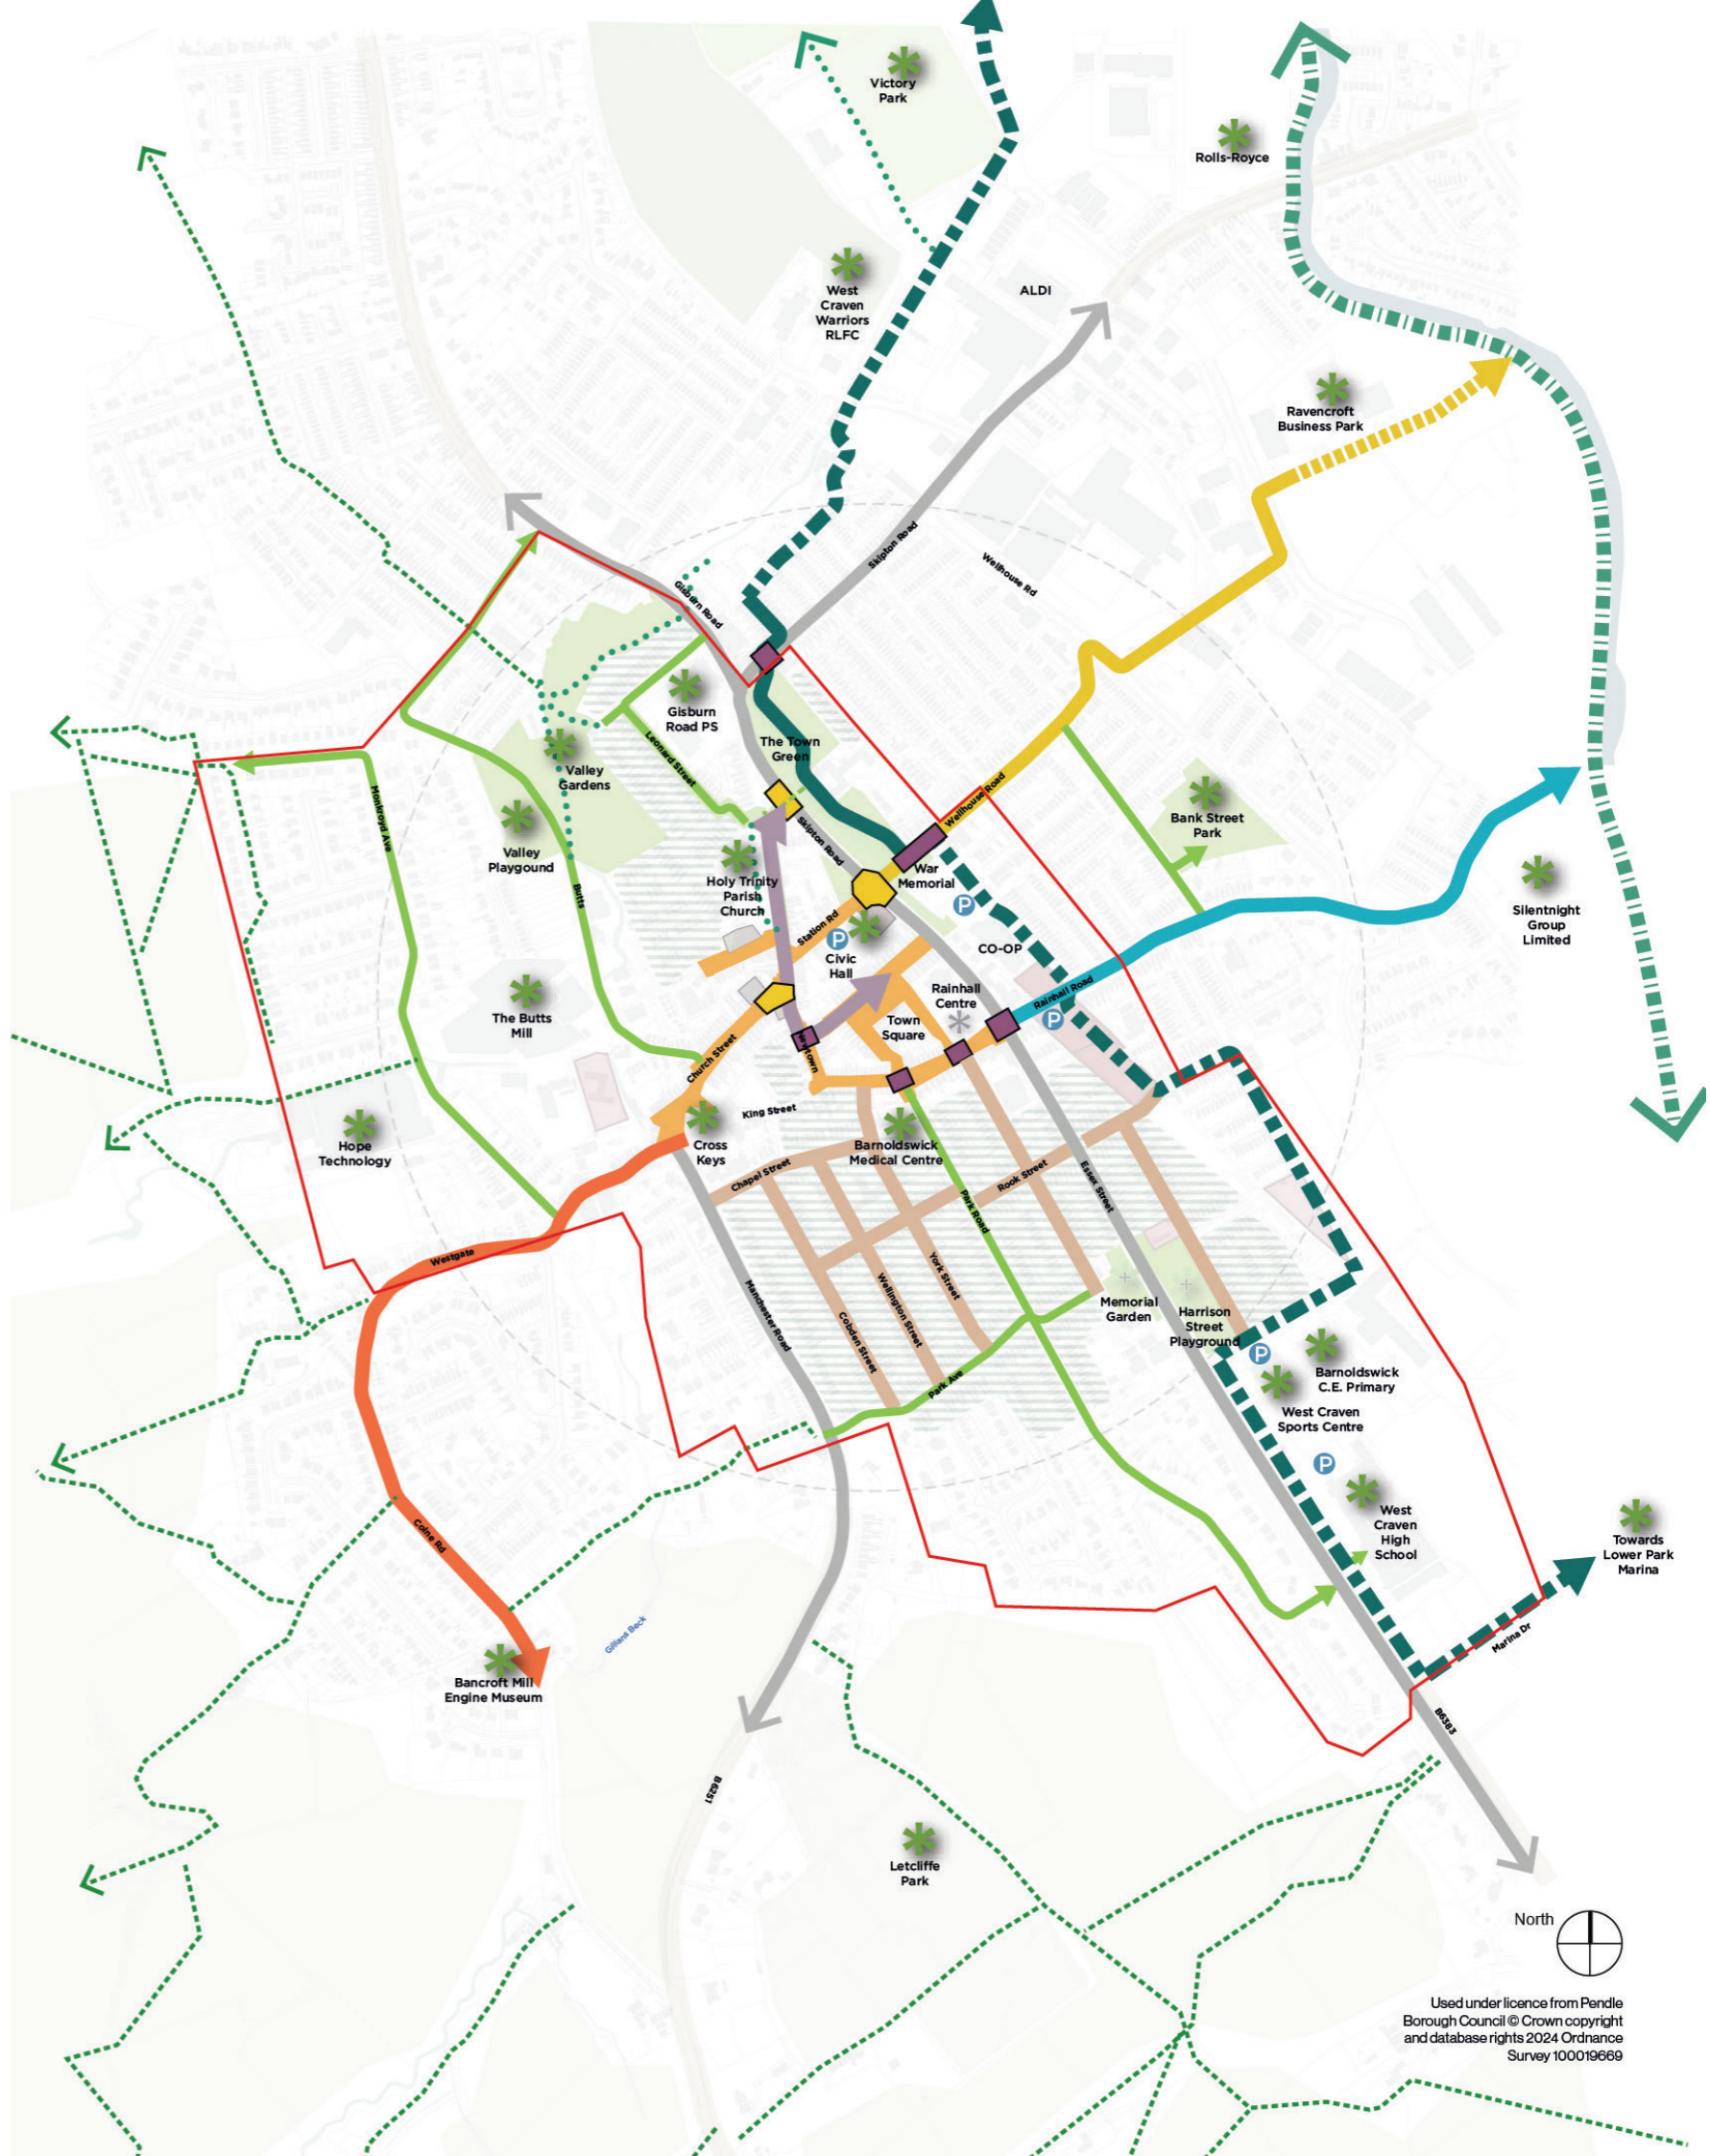 Victory
Park
Rolls-Royce
West
Craven
Warriors
RLFC
ALDI
Ravencroft
Business Park
Skipton Road
Wellhouse Rd
Gisburn Road
Gisburn
Road PS
The Town
Green
Leonard Street
Valley
Gardens
Monkroyd Ave
Wellhouse Road
Bank Street
Park
Skipton Road
Valley
Playgound
War
Memorial
Holy Trinity
Parish
Church
P
Butts
Silentnight
Group
Limited
Station Rd
P
Civic
Hall
CO-OP
Rainhall
Centre
Rainhall Road
P
The Butts
Mill
Town
Square
Newtown
Church Street
King Street
Hope
Technology
Cross
Keys
Barnoldswick
Medical Centre
Chapel Street
Rook Street
Essex Street
Park Road
Westgate
York Street
Wellington Street
Manchester Road
Cobden Street
Memorial
Garden
Harrison
Street
Playground
P
Barnoldswick
C.E. Primary
Park Ave
West Craven
Sports Centre
P
Colne Rd
West
Craven
High
School
Towards
Lower Park
Marina
Gillians Beck
Marina Dr
Bancroft Mill
Engine Museum
B6383
B6251
Letcliffe
Park
North
Used under licence from Pendle
Borough Council © Crown copyright
and database rights 2024 Ordnance
Survey 100019669